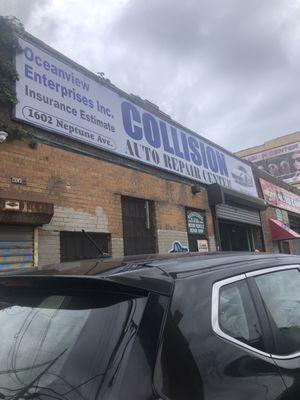 Oceanview
Enterprises Inc.
Insurance Estimate
1602 Neptune Ave.
COLLISION
AUTO REPAIR CENTER